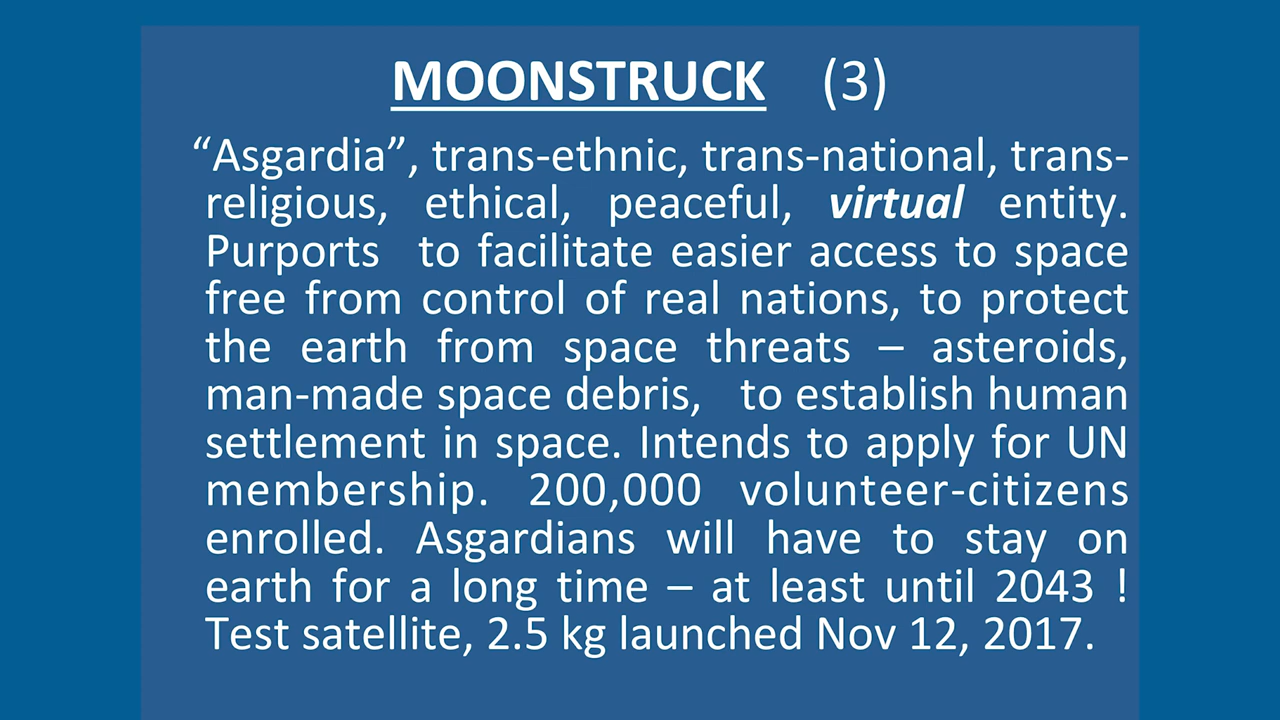 MOONSTRUCK (3)
“Asgardia”, trans-ethnic, trans-national, trans-
religious, ethical, peaceful, virtual entity.
Purports to facilitate easier access to space
free from control of real nations, to protect
the earth from space threats – asteroids,
man-made space debris, to establish human
settlement in space. Intends to apply for UN
membership. 200,000 volunteer-citizens
enrolled. Asgardians will have to stay on
earth for a long time – at least until 2043 !
Test satellite, 2.5 kg launched Nov 12, 2017.